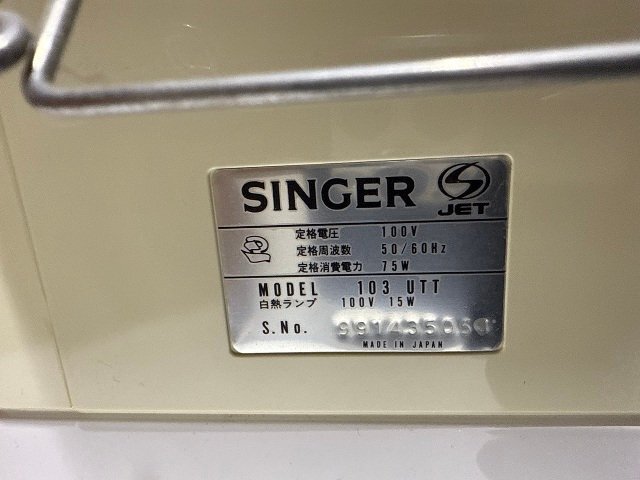 SINGER
JET
定格電圧 100V
定格周波数 50/60Hz
定格消費電力 75W
MODEL 103 UTT
白熱ランプ 100V 15W
S.No.
MADE IN JAPAN